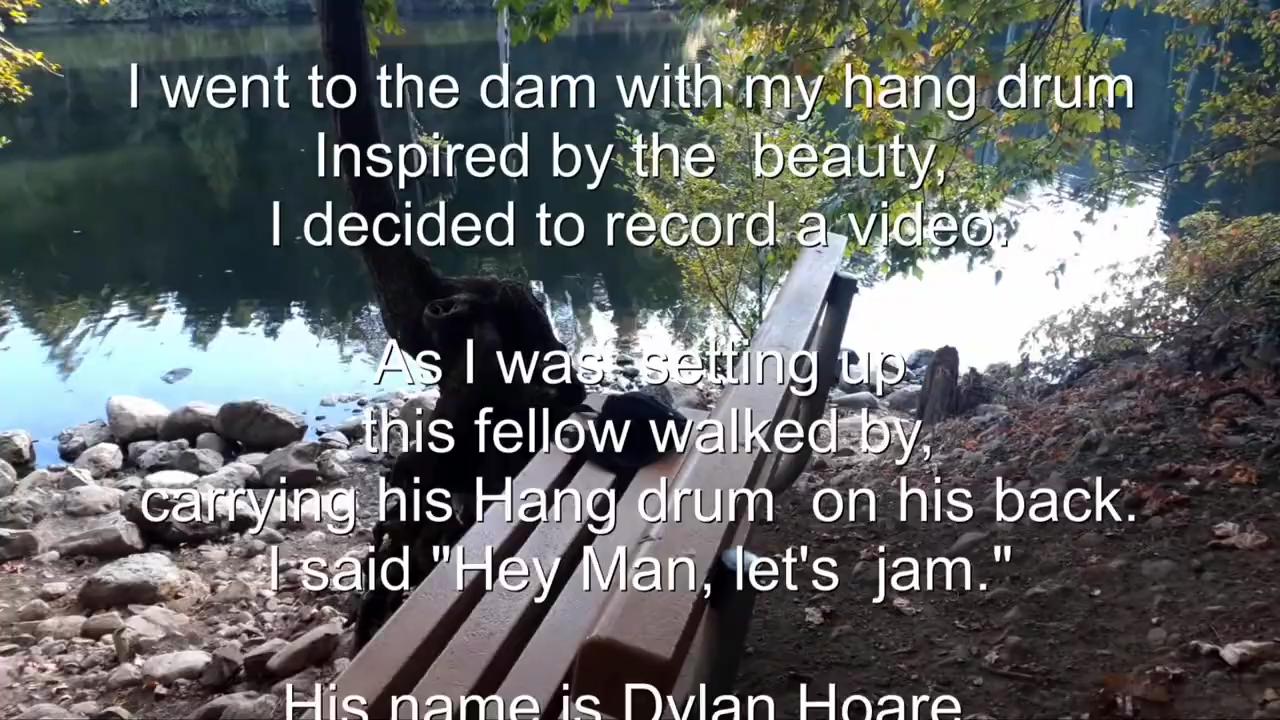 I went to the dam with my hang drum
Inspired by the  beauty,
I decided to record a video.
As I was  setting up
this fellow walked by,
carrying his Hang drum  on his back.
I said "Hey Man, let's  jam."
His name is Dylan Hoare